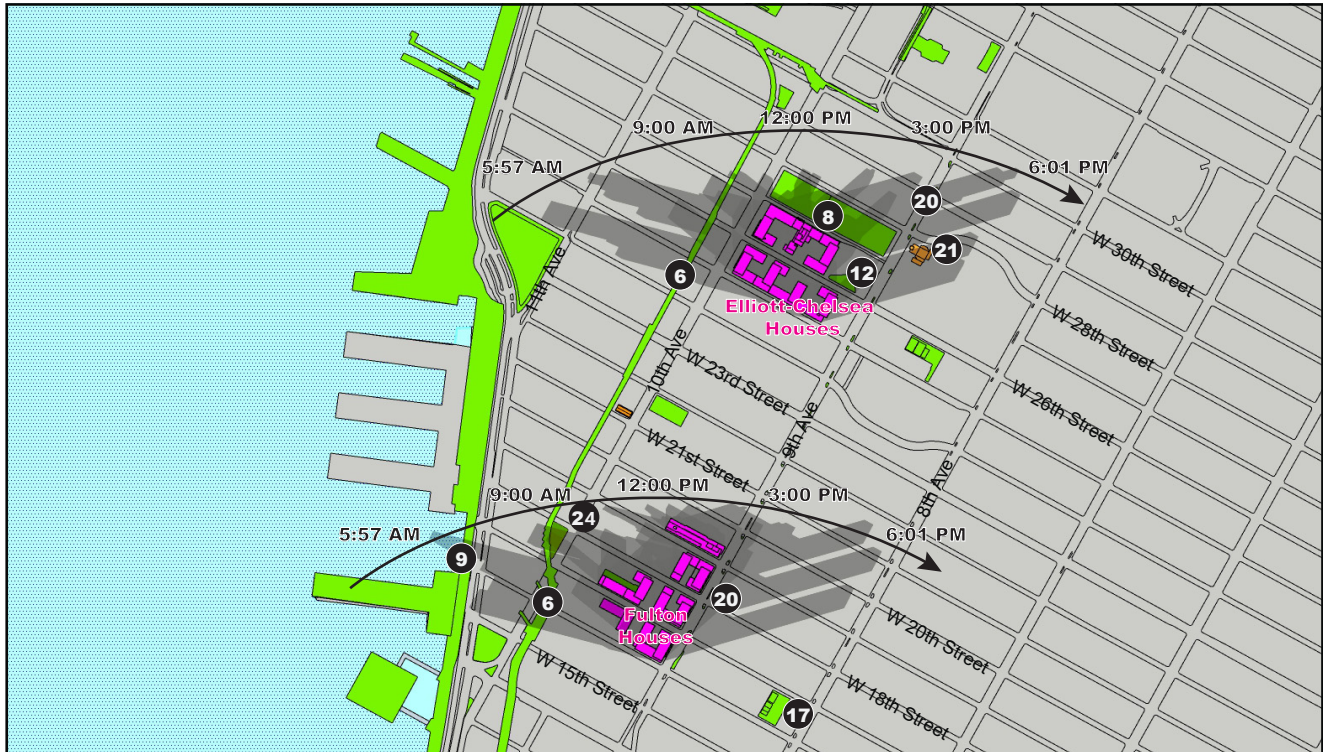 12:00 PM
9:00 AM
3:00 PM
5:57 AM
6:01 PM
20
8
21
W 30th Street
12
6
11th Ave
Elliott-Chelsea
Houses
W 28th Street
10th Ave
W 23rd Street
W 26th Street
9th Ave
W 21st Street
8th Ave
12:00 PM
9:00 AM
3:00 PM
24
5:57 AM
6:01 PM
9
6
20
Fulton
Houses
W 20th Street
W 15th Street
W 18th Street
17